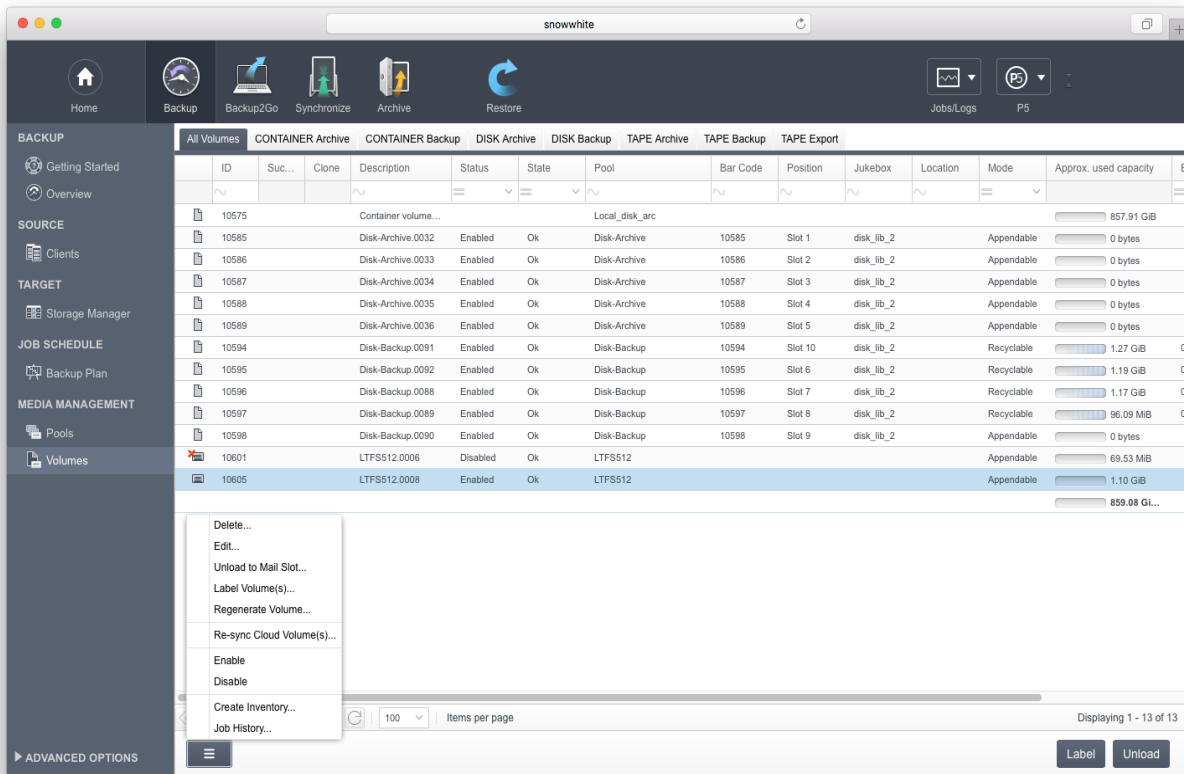 snowwhite
Home
Backup
Backup2Go
Synchronize
Archive
Restore
Jobs/Logs
P5
P5
BACKUP
Getting Started
Overview
SOURCE
Clients
TARGET
Storage Manager
JOB SCHEDULE
Backup Plan
MEDIA MANAGEMENT
Pools
Volumes
ADVANCED OPTIONS
All Volumes CONTAINER Archive CONTAINER Backup DISK Archive DISK Backup TAPE Archive TAPE Backup TAPE Export
ID Suc... Clone Description Status State Pool Bar Code Position Jukebox Location Mode Approx. used capacity
10575 Container volume... Local_disk_arc 857.91 GiB
10585 Disk-Archive.0032 Enabled Ok Disk-Archive 10585 Slot 1 disk_lib_2 Appendable 0 bytes
10586 Disk-Archive.0033 Enabled Ok Disk-Archive 10586 Slot 2 disk_lib_2 Appendable 0 bytes
10587 Disk-Archive.0034 Enabled Ok Disk-Archive 10587 Slot 3 disk_lib_2 Appendable 0 bytes
10588 Disk-Archive.0035 Enabled Ok Disk-Archive 10588 Slot 4 disk_lib_2 Appendable 0 bytes
10589 Disk-Archive.0036 Enabled Ok Disk-Archive 10589 Slot 5 disk_lib_2 Appendable 0 bytes
10594 Disk-Backup.0091 Enabled Ok Disk-Backup 10594 Slot 10 disk_lib_2 Recyclable 1.27 GiB
10595 Disk-Backup.0092 Enabled Ok Disk-Backup 10595 Slot 6 disk_lib_2 Recyclable 1.19 GiB
10596 Disk-Backup.0088 Enabled Ok Disk-Backup 10596 Slot 7 disk_lib_2 Recyclable 1.17 GiB
10597 Disk-Backup.0089 Enabled Ok Disk-Backup 10597 Slot 8 disk_lib_2 Recyclable 96.09 MiB
10598 Disk-Backup.0090 Enabled Ok Disk-Backup 10598 Slot 9 disk_lib_2 Appendable 0 bytes
10601 LTFS512.0006 Disabled Ok LTFS512 Appendable 69.53 MiB
10605 LTFS512.0008 Enabled Ok LTFS512 Appendable 1.10 GiB
859.08 Gi...
Delete...
Edit...
Unload to Mail Slot...
Label Volume(s)...
Regenerate Volume...
Re-sync Cloud Volume(s)...
Enable
Disable
Create Inventory...
Job History...
100 Items per page
Displaying 1 - 13 of 13
Label Unload